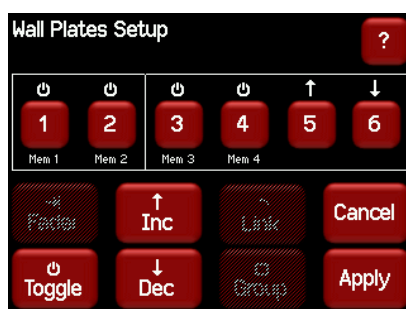 Wall Plates Setup
?
1 2 3 4 5 6
Mem 1 Mem 2 Mem 3 Mem 4
Fader Inc Link Cancel
Toggle Dec Group Apply